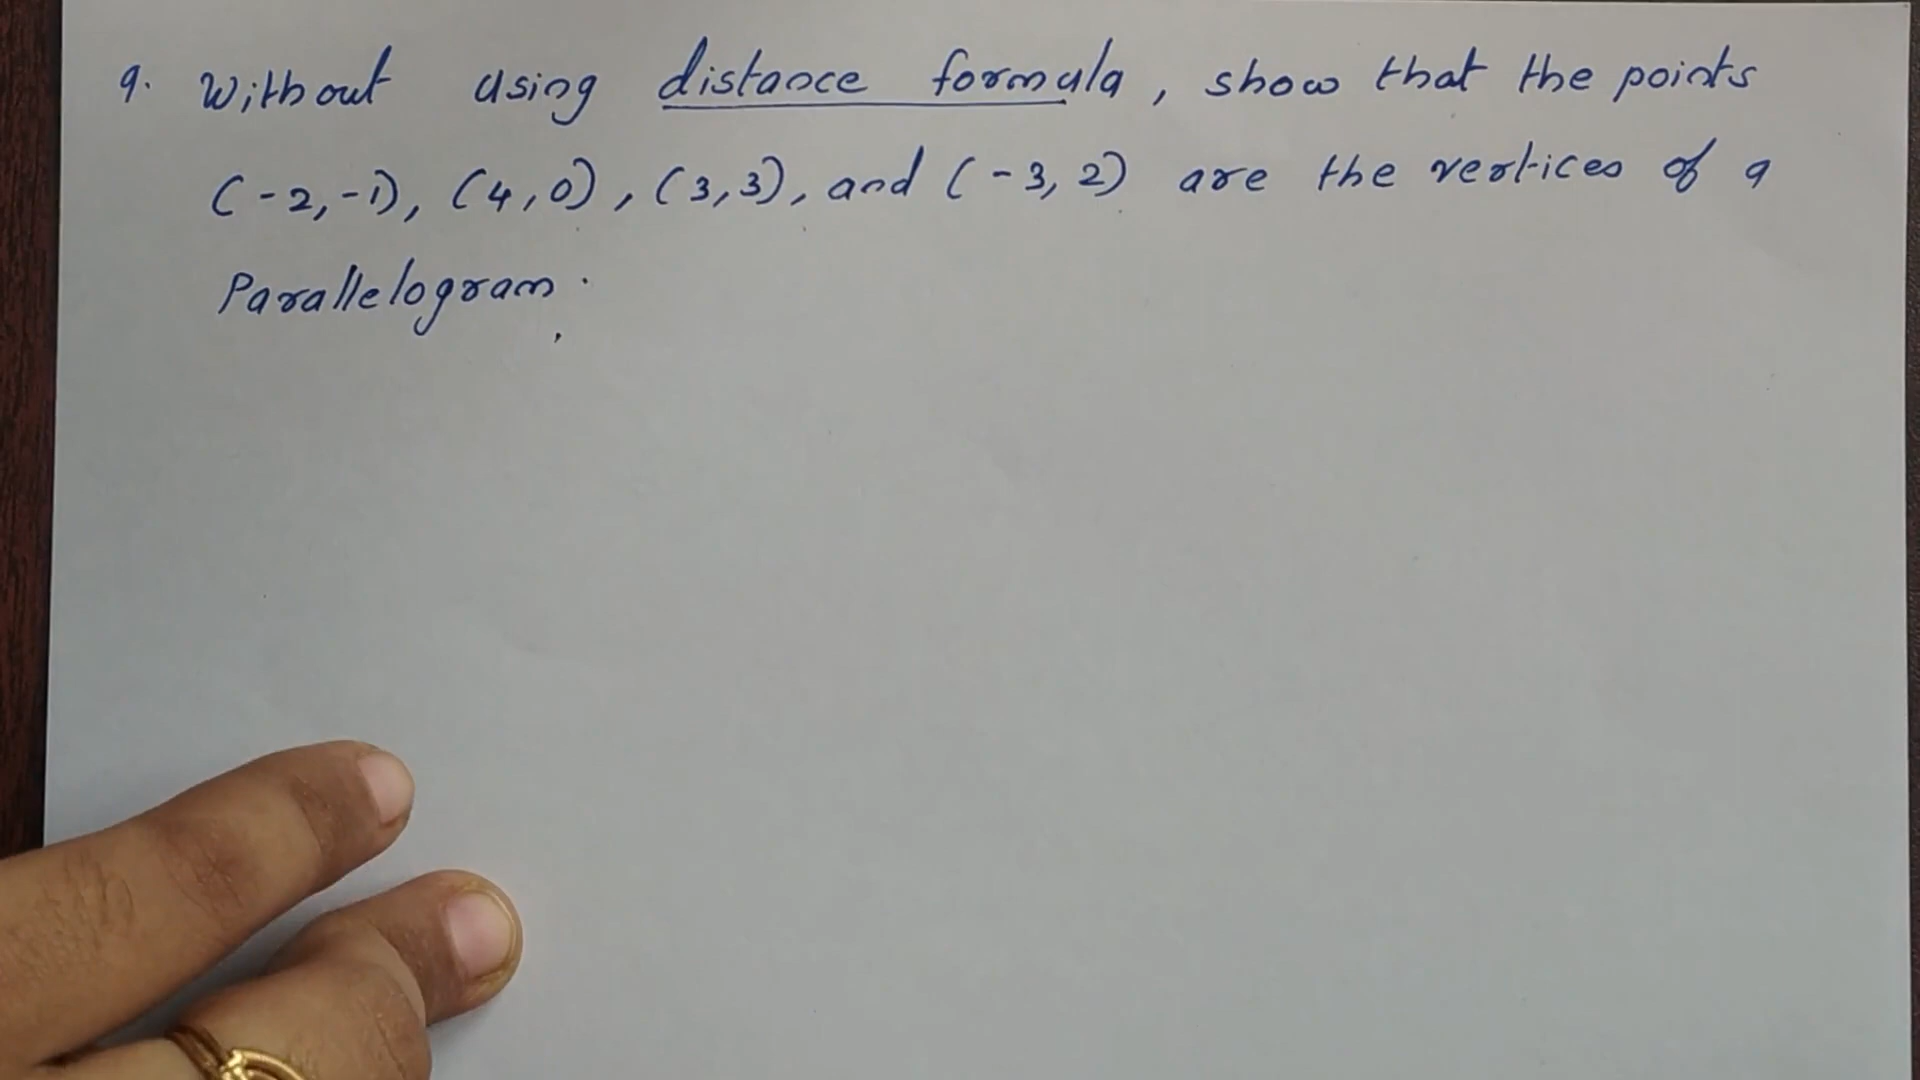 9. Without using distance formula, show that the points
(-2,-1), (4,0), (3,3), and (-3,2) are the vertices of a
Parallelogram.